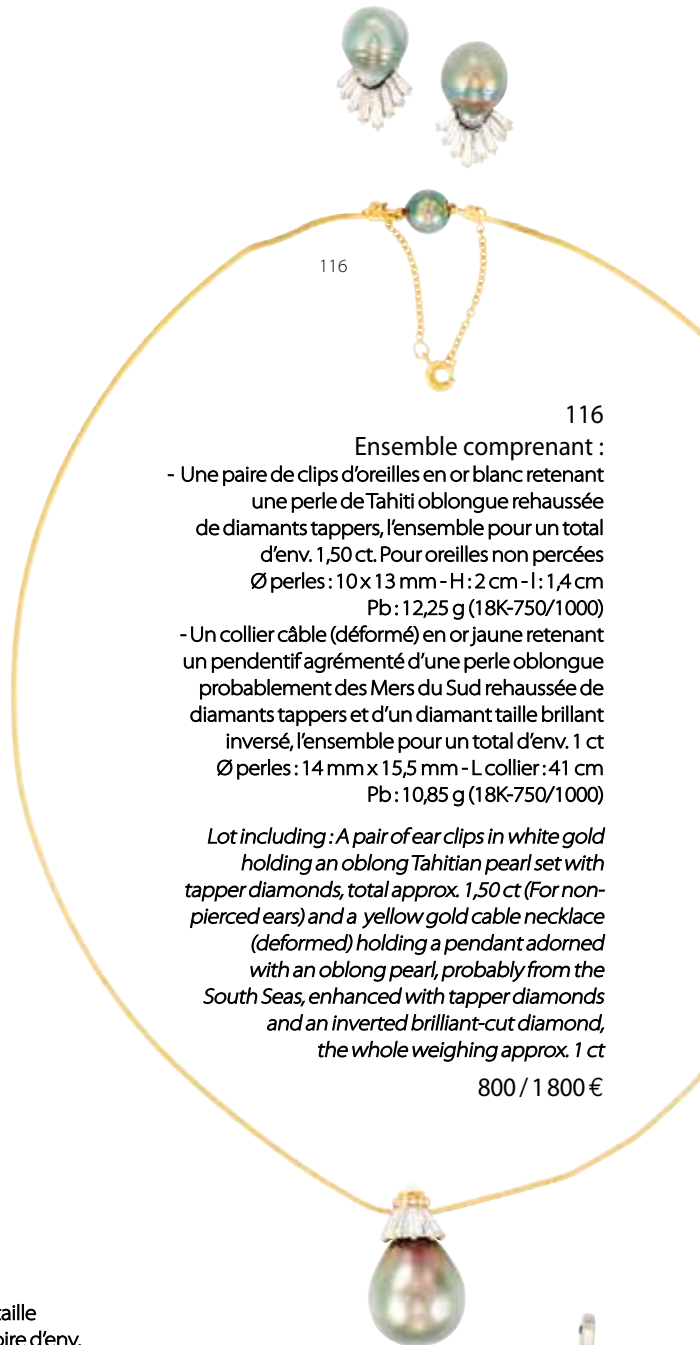 116
116
Ensemble comprenant :
- Une paire de clips d’oreilles en or blanc retenant
une perle de Tahiti oblongue rehaussée
de diamants tappers, l’ensemble pour un total
d’env. 1,50 ct. Pour oreilles non percées
Ø perles : 10 x 13 mm - H : 2 cm - l : 1,4 cm
Pb : 12,25 g (18K-750/1000)
- Un collier câble (déformé) en or jaune retenant
un pendentif agrémenté d’une perle oblongue
probablement des Mers du Sud rehaussée de
diamants tappers et d’un diamant taille brillant
inversé, l’ensemble pour un total d’env. 1 ct
Ø perles : 14 mm x 15,5 mm - L collier : 41 cm
Pb : 10,85 g (18K-750/1000)
Lot including : A pair of ear clips in white gold
holding an oblong Tahitian pearl set with
tapper diamonds, total approx. 1,50 ct (For non-
pierced ears) and a yellow gold cable necklace
(deformed) holding a pendant adorned
with an oblong pearl, probably from the
South Seas, enhanced with tapper diamonds
and an inverted brilliant-cut diamond,
the whole weighing approx. 1 ct
800 / 1 800 €
taille
d’env.